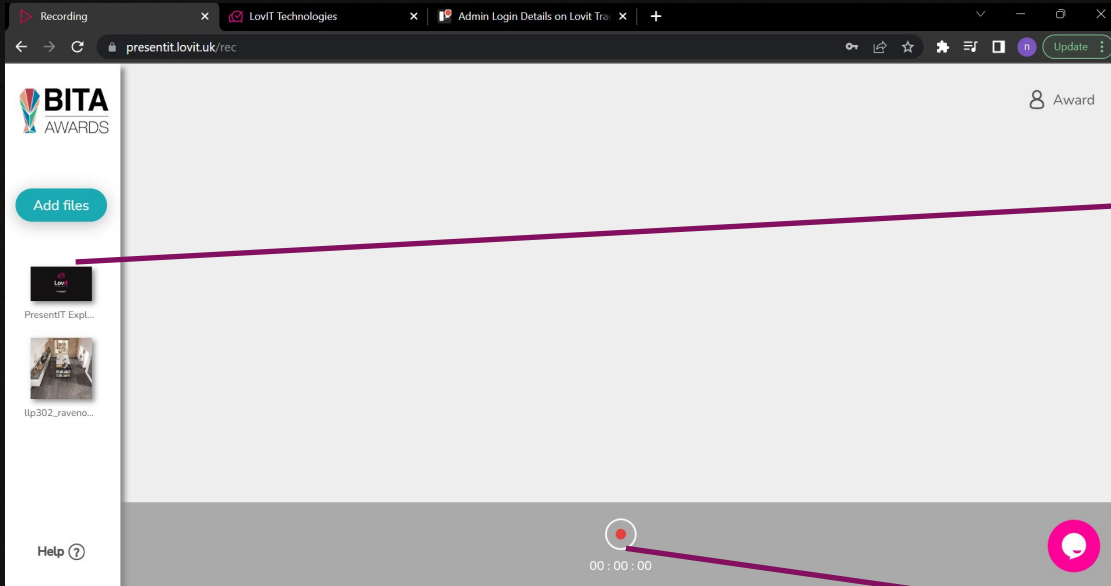 Recording
LovIT Technologies
Admin Login Details on Lovit Tra
presentit.lovit.uk/rec
n
Update
BITA
AWARDS
Award
Add files
Lovit
PresentIT Expl...
llp302_raveno...
Help ?
00 : 00 : 00